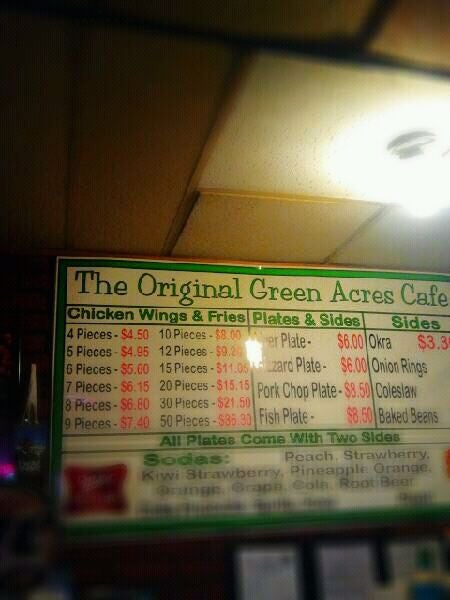 The Original Green Acres Cafe
Chicken Wings & Fries Plates & Sides Sides
4 Pieces - $4.50 10 Pieces - $8.00 Plate - $6.00 Okra
5 Pieces - $4.95 12 Pieces - Plate - $6.00 Onion Rings
6 Pieces - $5.60 15 Pieces - Pork Chop Plate - $8.50 Coleslaw
7 Pieces - $6.15 20 Pieces - $15.15 Fish Plate - $8.50 Baked Beans
8 Pieces - $6.80 30 Pieces - $21.50
9 Pieces - $7.40 50 Pieces -
All Plates Come With Two Sides
Sodas: Peach, Strawberry,
Kiwi Strawberry, Pineapple Orange,
Orange, Grape, Cola, Root Beer